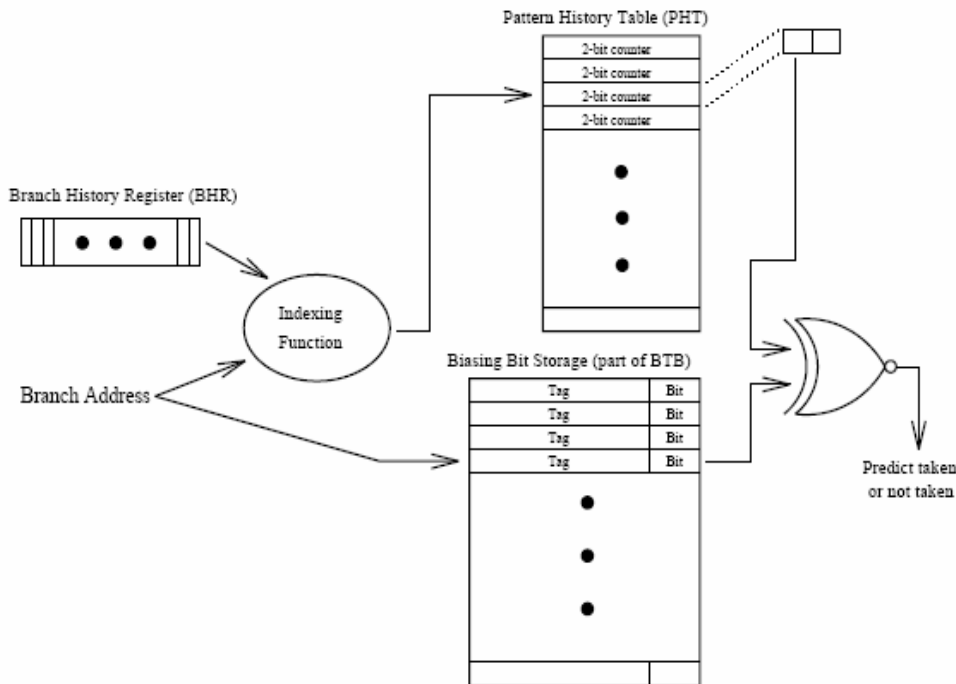 Pattern History Table (PHT)
2-bit counter
2-bit counter
2-bit counter
2-bit counter
Branch History Register (BHR)
Indexing
Function
Biasing Bit Storage (part of BTB)
Branch Address
Tag Bit
Tag Bit
Tag Bit
Tag Bit
Predict taken
or not taken